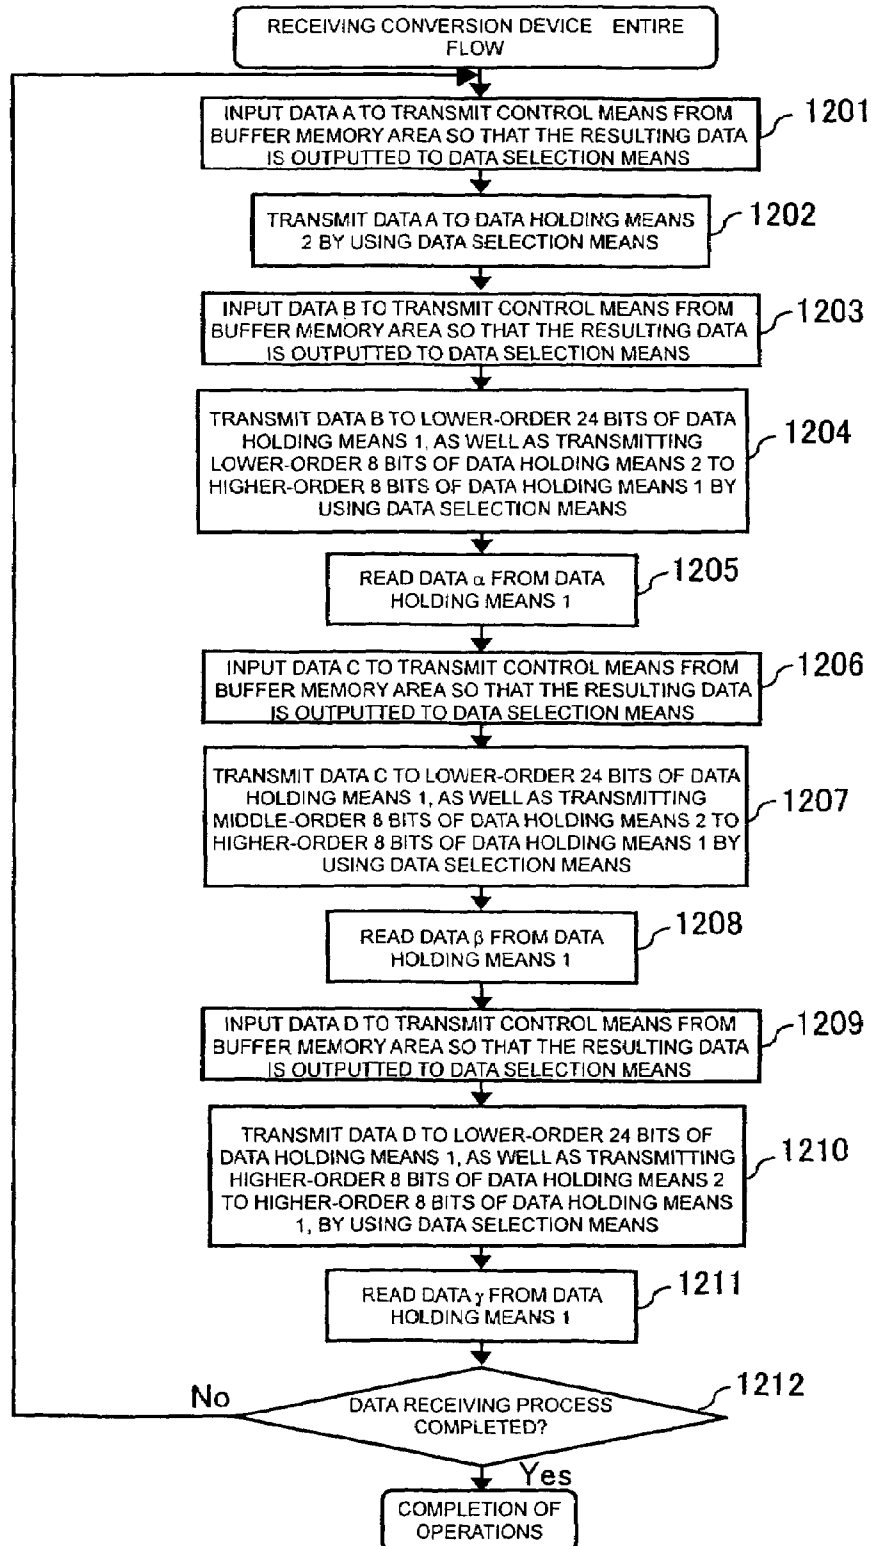 RECEIVING CONVERSION DEVICE ENTIRE
FLOW
INPUT DATA A TO TRANSMIT CONTROL MEANS FROM
BUFFER MEMORY AREA SO THAT THE RESULTING DATA
IS OUTPUTTED TO DATA SELECTION MEANS
1201
TRANSMIT DATA A TO DATA HOLDING MEANS
2 BY USING DATA SELECTION MEANS
1202
INPUT DATA B TO TRANSMIT CONTROL MEANS FROM
BUFFER MEMORY AREA SO THAT THE RESULTING DATA
IS OUTPUTTED TO DATA SELECTION MEANS
1203
TRANSMIT DATA B TO LOWER-ORDER 24 BITS OF DATA
HOLDING MEANS 1, AS WELL AS TRANSMITTING
LOWER-ORDER 8 BITS OF DATA HOLDING MEANS 2 TO
HIGHER-ORDER 8 BITS OF DATA HOLDING MEANS 1 BY
USING DATA SELECTION MEANS
1204
READ DATA α FROM DATA
HOLDING MEANS 1
1205
INPUT DATA C TO TRANSMIT CONTROL MEANS FROM
BUFFER MEMORY AREA SO THAT THE RESULTING DATA
IS OUTPUTTED TO DATA SELECTION MEANS
1206
TRANSMIT DATA C TO LOWER-ORDER 24 BITS OF DATA
HOLDING MEANS 1, AS WELL AS TRANSMITTING
MIDDLE-ORDER 8 BITS OF DATA HOLDING MEANS 2 TO
HIGHER-ORDER 8 BITS OF DATA HOLDING MEANS 1 BY
USING DATA SELECTION MEANS
1207
READ DATA β FROM DATA
HOLDING MEANS 1
1208
INPUT DATA D TO TRANSMIT CONTROL MEANS FROM
BUFFER MEMORY AREA SO THAT THE RESULTING DATA
IS OUTPUTTED TO DATA SELECTION MEANS
1209
TRANSMIT DATA D TO LOWER-ORDER 24 BITS OF
DATA HOLDING MEANS 1, AS WELL AS TRANSMITTING
HIGHER-ORDER 8 BITS OF DATA HOLDING MEANS 2
TO HIGHER-ORDER 8 BITS OF DATA HOLDING MEANS
1, BY USING DATA SELECTION MEANS
1210
READ DATA γ FROM DATA
HOLDING MEANS 1
1211
No
DATA RECEIVING PROCESS
COMPLETED?
1212
Yes
COMPLETION OF
OPERATIONS